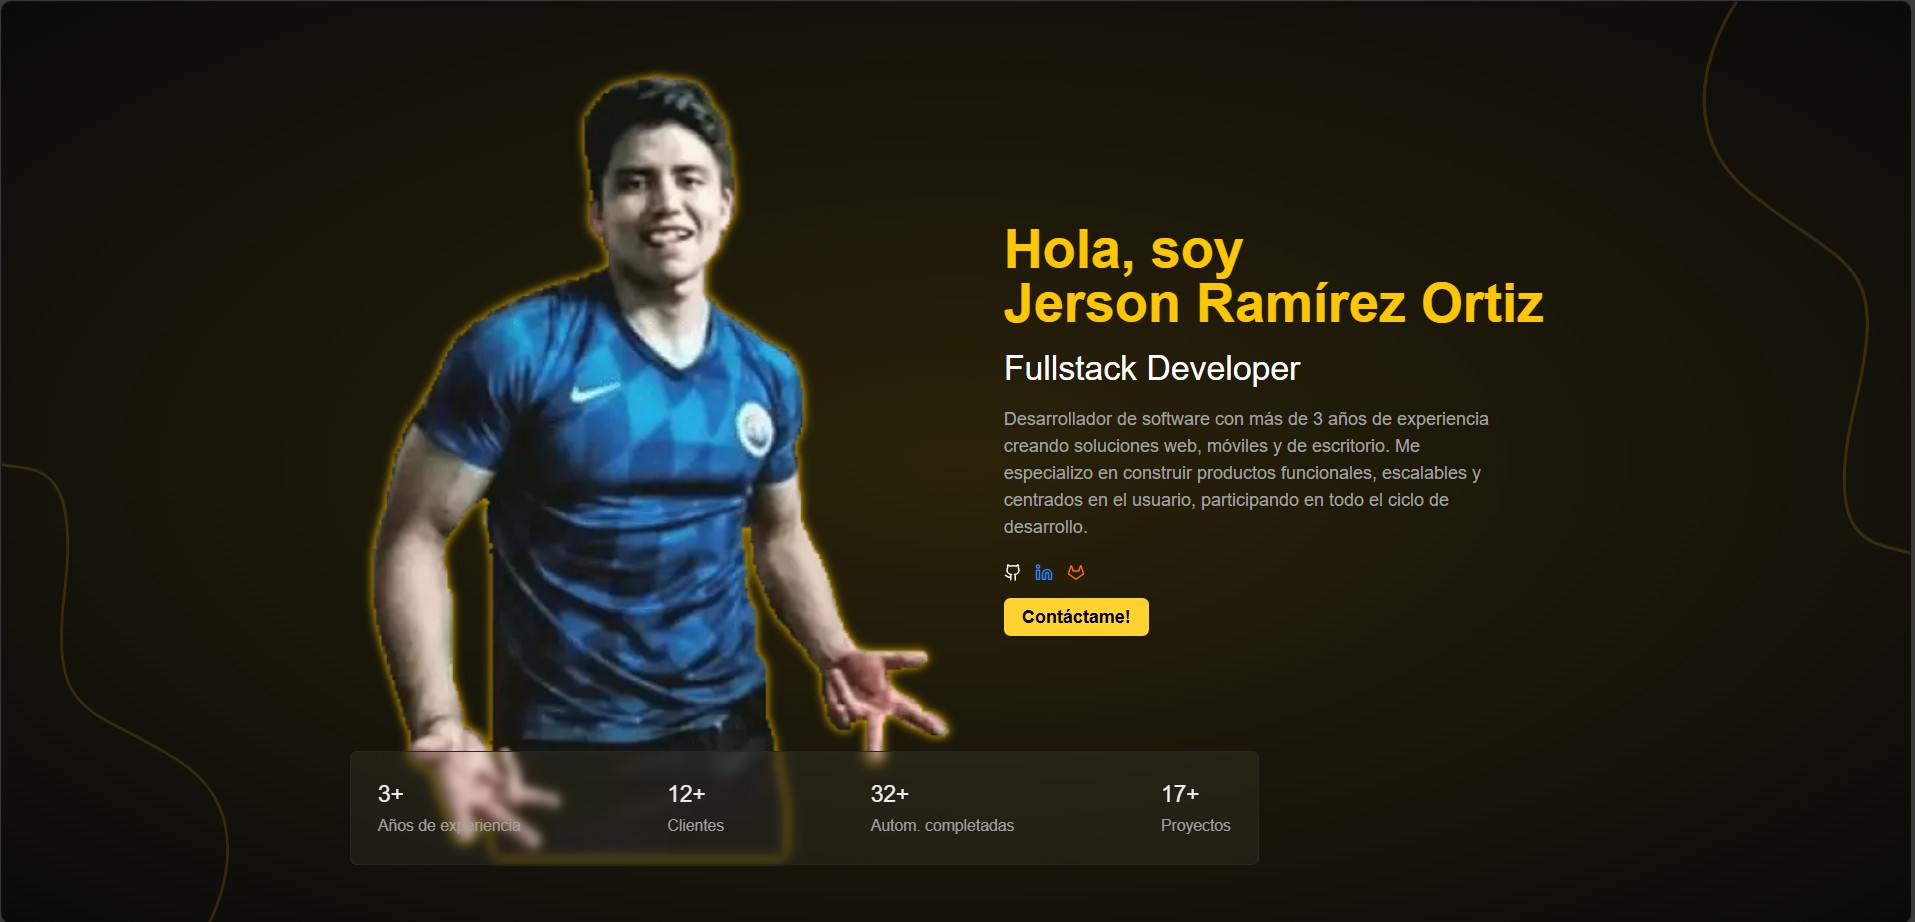 Hola, soy
Jerson Ramírez Ortiz
Fullstack Developer
Desarrollador de software con más de 3 años de experiencia
creando soluciones web, móviles y de escritorio. Me
especializo en construir productos funcionales, escalables y
centrados en el usuario, participando en todo el ciclo de
desarrollo.
Contáctame!
3+
Años de experiencia
12+
Clientes
32+
Autom. completadas
17+
Proyectos